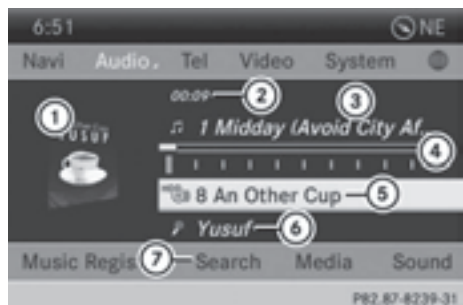 6:51 NE
Navi Audio Tel Video System
00:09 2
3
1 YUSUF
1 Midday (Avoid City Af...
4
8 An Other Cup 5
Yusuf 6
Music Regis 7 Search Media Sound
P82.87-8239-31